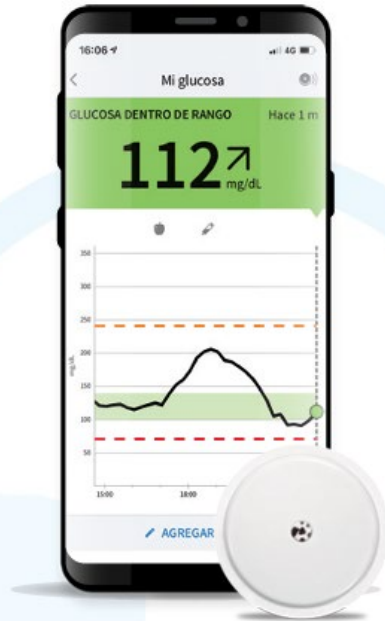 16:06
4G
Mi glucosa
GLUCOSA DENTRO DE RANGO Hace 1 m
112 mg/dL
350
300
250
200
150
100
50
mg/dL
15:00 18:00
AGREGAR